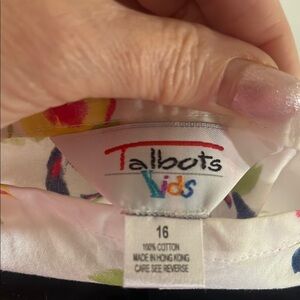 Talbots
Kids
16
100% COTTON
MADE IN HONG KONG
CARE SEE REVERSE